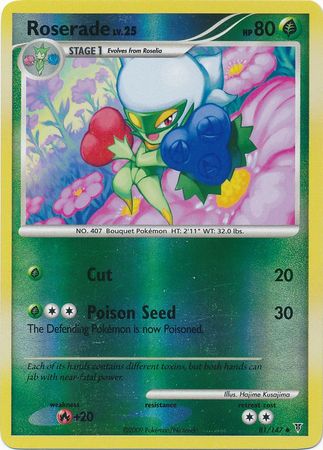 Roserade LV.25 HP 80
STAGE 1 Evolves from Roselia
NO. 407 Bouquet Pokémon HT: 2'11" WT: 32.0 lbs.
Cut 20
Poison Seed 30
The Defending Pokémon is now Poisoned.
Each of its hands contains different toxins, but both hands can
jab with near-fatal power.
Illus. Hajime Kusajima
weakness resistance retreat cost
+20
©2009 Pokémon/Nintendo 81/147